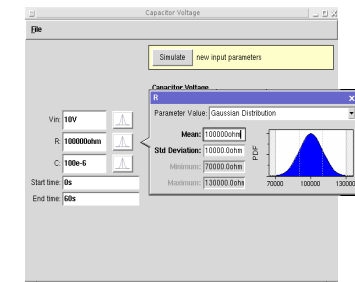 Capacitor Voltage
File
Simulate new input parameters
Capacitor Voltage
R
Parameter Value: Gaussian Distribution
Vin: 10V
Mean: 100000ohm
R: 100000ohm
Std Deviation: 10000.0ohm
PDF
C: 100e-6
Minimum: 70000.0ohm
Start time: 0s
Maximum: 130000.0ohm
70000 100000 130000
End time: 60s